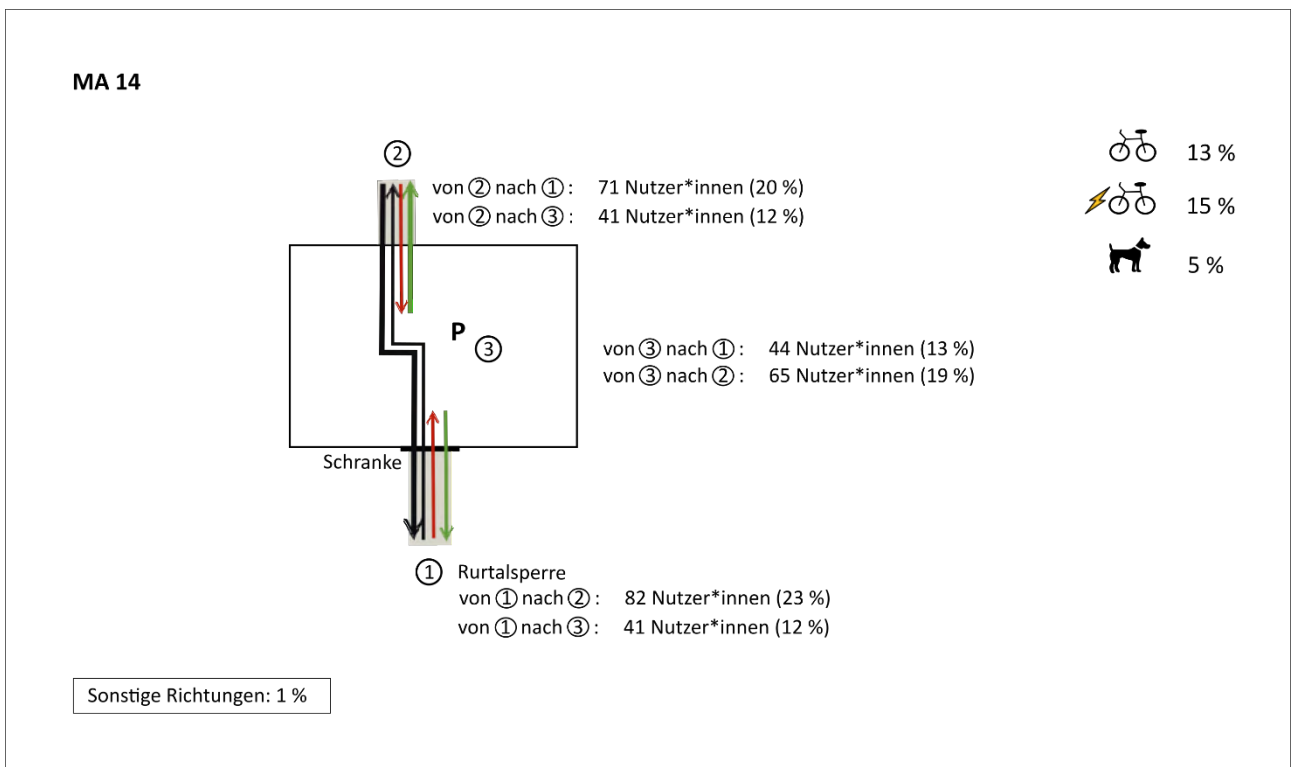 MA 14
②
von ② nach ① : 71 Nutzer*innen (20 %)
von ② nach ③ : 41 Nutzer*innen (12 %)
13 %
15 %
5 %
P ③
von ③ nach ① : 44 Nutzer*innen (13 %)
von ③ nach ② : 65 Nutzer*innen (19 %)
Schranke
① Rurtalsperre
von ① nach ② : 82 Nutzer*innen (23 %)
von ① nach ③ : 41 Nutzer*innen (12 %)
Sonstige Richtungen: 1 %